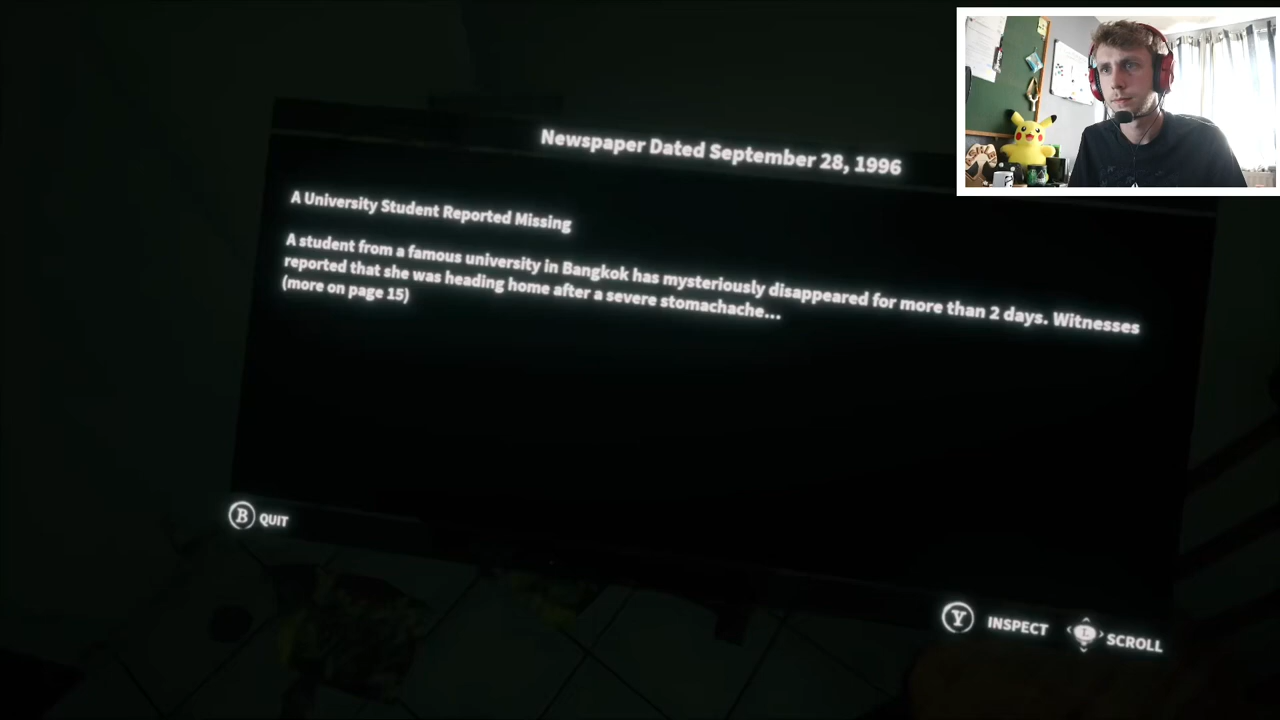 Newspaper Dated September 28, 1996
A University Student Reported Missing
A student from a famous university in Bangkok has mysteriously disappeared for more than 2 days. Witnesses
reported that she was heading home after a severe stomachache...
(more on page 15)
B QUIT
Y INSPECT L SCROLL